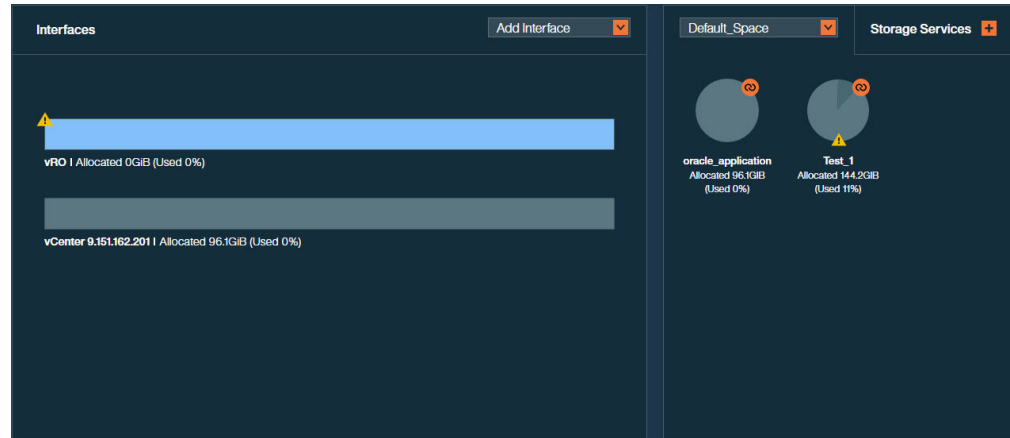 Interfaces
Add Interface
Default_Space
Storage Services
vRO | Allocated 0GiB (Used 0%)
oracle_application
Allocated 96.1GIB
(Used 0%)
Test_1
Allocated 144.2GIB
(Used 11%)
vCenter 9.151.162.201 | Allocated 96.1GiB (Used 0%)